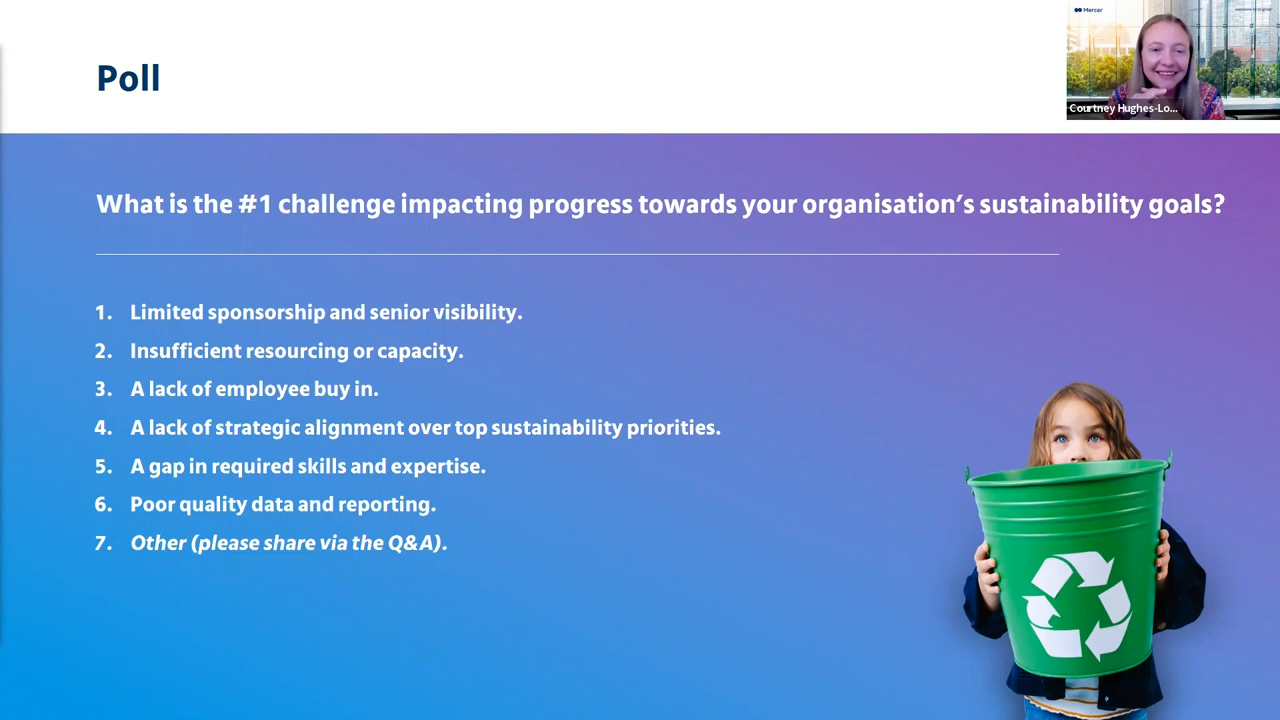 Poll
Mercer
Courtney Hughes-Lo...
What is the #1 challenge impacting progress towards your organisation’s sustainability goals?
1. Limited sponsorship and senior visibility.
2. Insufficient resourcing or capacity.
3. A lack of employee buy in.
4. A lack of strategic alignment over top sustainability priorities.
5. A gap in required skills and expertise.
6. Poor quality data and reporting.
7. Other (please share via the Q&A).